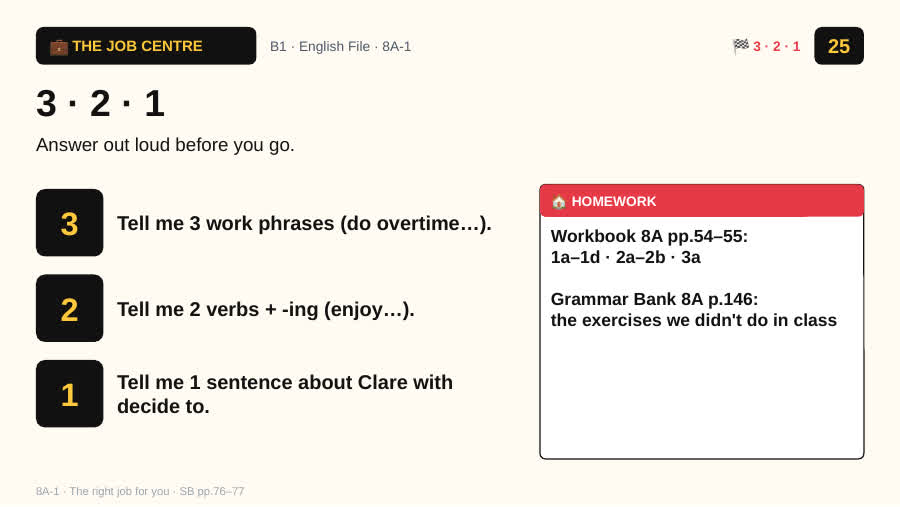 💼 THE JOB CENTRE
B1 · English File · 8A-1
🏁 3 · 2 · 1
25
3 · 2 · 1
Answer out loud before you go.
3
Tell me 3 work phrases (do overtime…).
2
Tell me 2 verbs + -ing (enjoy…).
1
Tell me 1 sentence about Clare with
decide to.
🏠 HOMEWORK
Workbook 8A pp.54–55:
1a–1d · 2a–2b · 3a
Grammar Bank 8A p.146:
the exercises we didn't do in class
8A-1 · The right job for you · SB pp.76–77